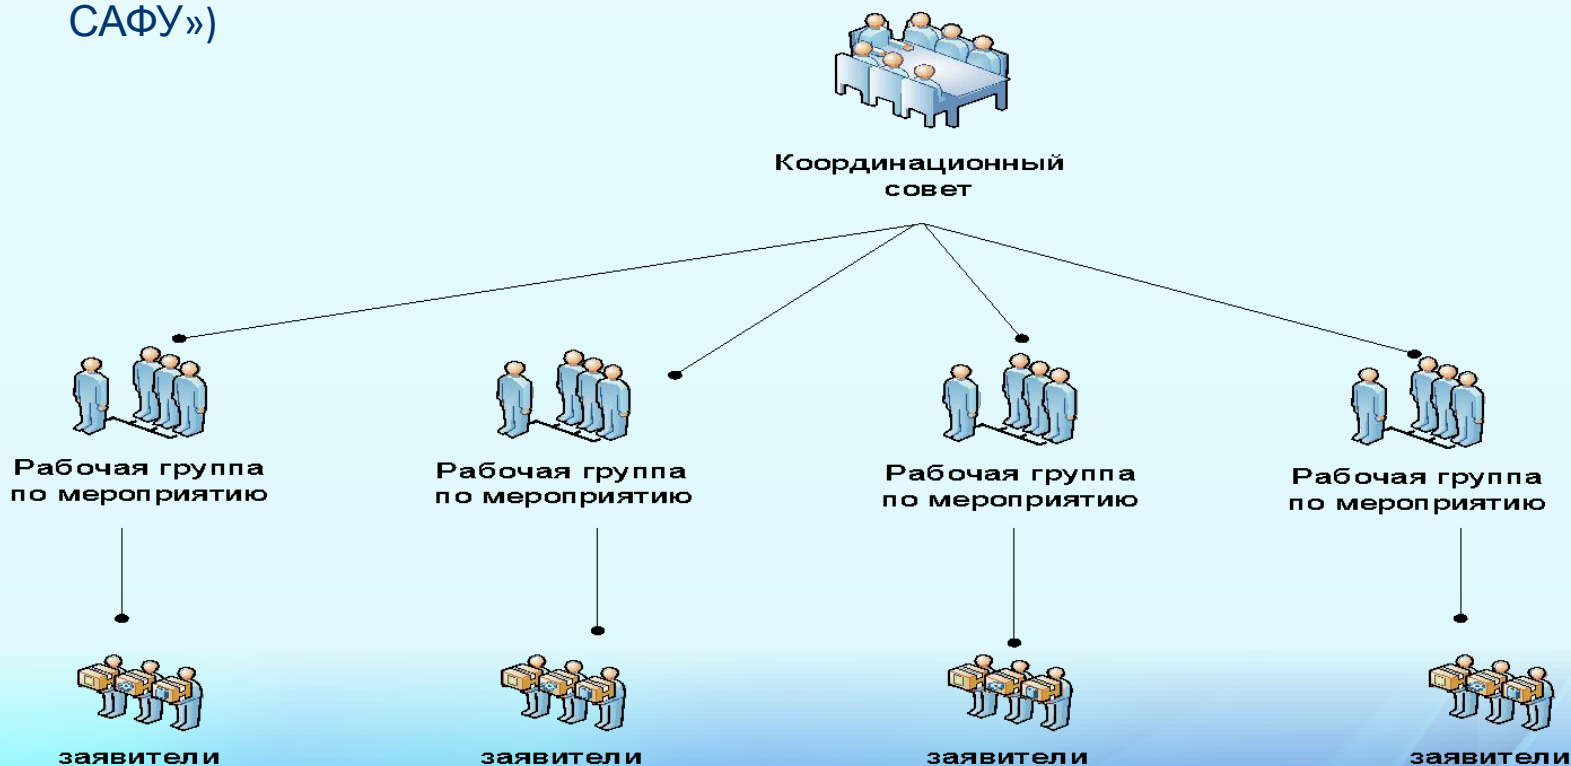 САФУ»)
Координационный
совет
Рабочая группа
по мероприятию
Рабочая группа
по мероприятию
Рабочая группа
по мероприятию
Рабочая группа
по мероприятию
заявители
заявители
заявители
заявители